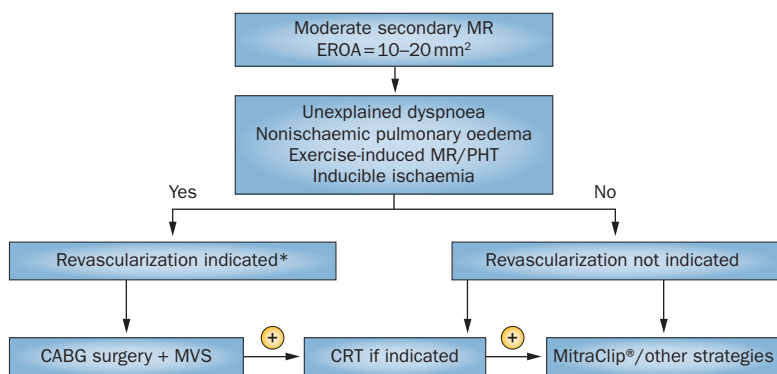 Moderate secondary MR
EROA = 10–20 mm²
Unexplained dyspnoea
Nonischaemic pulmonary oedema
Exercise-induced MR/PHT
Inducible ischaemia
Yes
No
Revascularization indicated*
Revascularization not indicated
CABG surgery + MVS
+
CRT if indicated
+
MitraClip®/other strategies